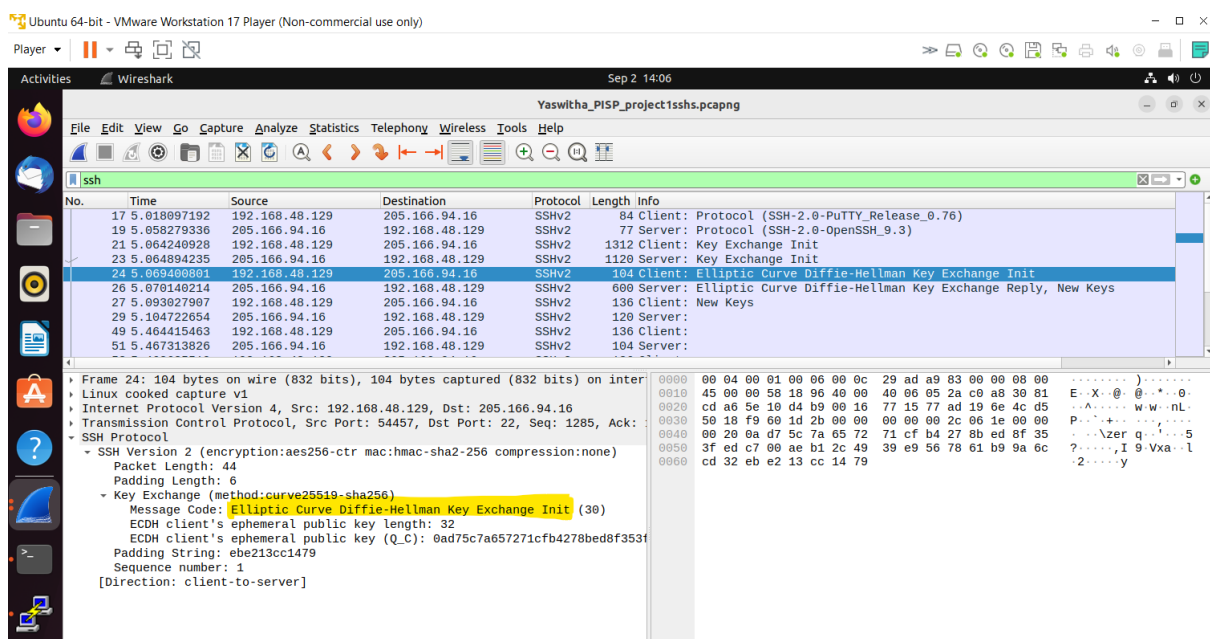 Ubuntu 64-bit - VMware Workstation 17 Player (Non-commercial use only)
Player
Activities Wireshark Sep 2 14:06
Yaswitha_PISP_project1sshs.pcapng
File Edit View Go Capture Analyze Statistics Telephony Wireless Tools Help
ssh
No. Time Source Destination Protocol Length Info
17 5.018097192 192.168.48.129 205.166.94.16 SSHv2 84 Client: Protocol (SSH-2.0-PuTTY_Release_0.76)
19 5.058279336 205.166.94.16 192.168.48.129 SSHv2 77 Server: Protocol (SSH-2.0-OpenSSH_9.3)
21 5.064240928 192.168.48.129 205.166.94.16 SSHv2 1312 Client: Key Exchange Init
23 5.064894235 205.166.94.16 192.168.48.129 SSHv2 1120 Server: Key Exchange Init
24 5.069400801 192.168.48.129 205.166.94.16 SSHv2 104 Client: Elliptic Curve Diffie-Hellman Key Exchange Init
26 5.070140214 205.166.94.16 192.168.48.129 SSHv2 600 Server: Elliptic Curve Diffie-Hellman Key Exchange Reply, New Keys
27 5.093027907 192.168.48.129 205.166.94.16 SSHv2 136 Client: New Keys
29 5.104722654 205.166.94.16 192.168.48.129 SSHv2 120 Server:
49 5.464415463 192.168.48.129 205.166.94.16 SSHv2 136 Client:
51 5.467313826 205.166.94.16 192.168.48.129 SSHv2 104 Server:
Frame 24: 104 bytes on wire (832 bits), 104 bytes captured (832 bits) on inter
Linux cooked capture v1
Internet Protocol Version 4, Src: 192.168.48.129, Dst: 205.166.94.16
Transmission Control Protocol, Src Port: 54457, Dst Port: 22, Seq: 1285, Ack:
SSH Protocol
SSH Version 2 (encryption:aes256-ctr mac:hmac-sha2-256 compression:none)
Packet Length: 44
Padding Length: 6
Key Exchange (method:curve25519-sha256)
Message Code: Elliptic Curve Diffie-Hellman Key Exchange Init (30)
ECDH client's ephemeral public key length: 32
ECDH client's ephemeral public key (Q_C): 0ad75c7a657271cfb4278bed8f353f
Padding String: ebe213cc1479
Sequence number: 1
[Direction: client-to-server]
0000 00 04 00 01 00 06 00 0c 29 ad a9 83 00 00 08 00 ········ )·······
0010 45 00 00 58 18 96 40 00 40 06 05 2a c0 a8 30 81 E··X··@· @··*··0·
0020 cd a6 5e 10 d4 b9 00 16 77 15 77 ad 19 6e 4c d5 ··^····· w·w··nL·
0030 50 18 f9 60 1d 2b 00 00 00 00 00 2c 06 1e 00 00 P··`·+·· ···,····
0040 00 20 0a d7 5c 7a 65 72 71 cf b4 27 8b ed 8f 35 · ··\zer q··'···5
0050 3f ed c7 00 ae b1 2c 49 39 e9 56 78 61 b9 9a 6c ?·····,I 9·Vxa··l
0060 cd 32 eb e2 13 cc 14 79 ·2·····y